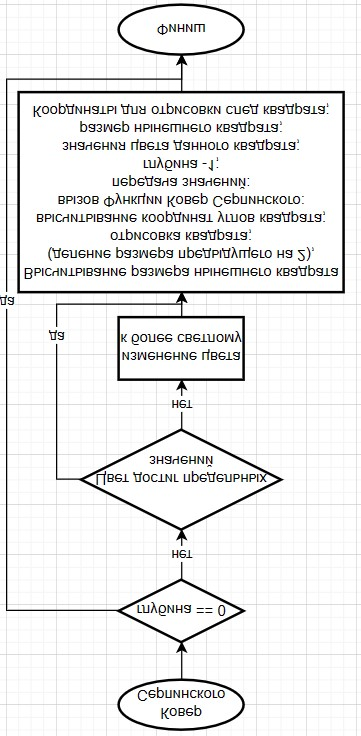 Ковер
Серпинского
глубина == 0
нет
Цвет достиг предельных
значений
нет
изменение цвета
к более светлому
да
да
Высчитывание размера нынешнего квадрата
(деление размера предыдущего на 2),
отрисовка квадрата;
высчитывание координат углов квадрата;
вызов Функции Ковер Серпинского:
передача значений:
глубина -1;
значения цвета данного квадрата;
размер нынешнего квадрата;
Координаты для отрисовки след квадрата;
Финиш